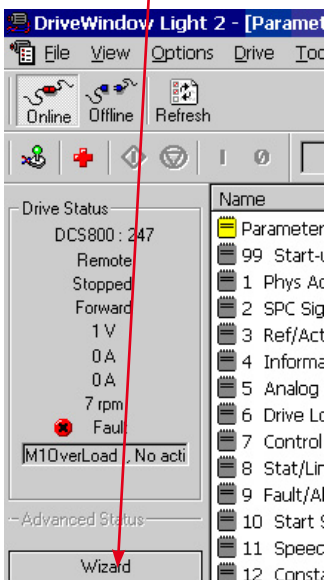 DriveWindow Light 2 - [Paramet
File View Options Drive Too
Online Offline Refresh
Drive Status
DCS800 : 247
Remote
Stopped
Forward
1 V
0 A
0 A
7 rpm
Fault
M1OverLoad , No acti
Advanced Status
Wizard
Name
Parameter
99 Start-u
1 Phys Ac
2 SPC Sig
3 Ref/Act
4 Informa
5 Analog
6 Drive Lo
7 Control
8 Stat/Lim
9 Fault/Al
10 Start S
11 Speed
12 Consta